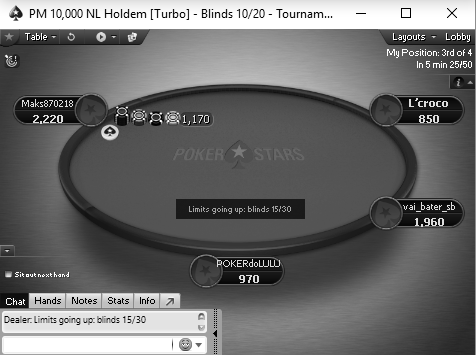 PM 10,000 NL Holdem [Turbo] - Blinds 10/20 - Tournam...
Table
Layouts
Lobby
My Position: 3rd of 4
In 5 min 25/50
i
Maks870218
2,220
1,170
L'croco
850
POKER STARS
Limits going up: blinds 15/30
vai_bater_sb
1,960
POKERdoLULU
970
Sit out next hand
Chat
Hands
Notes
Stats
Info
Dealer: Limits going up: blinds 15/30